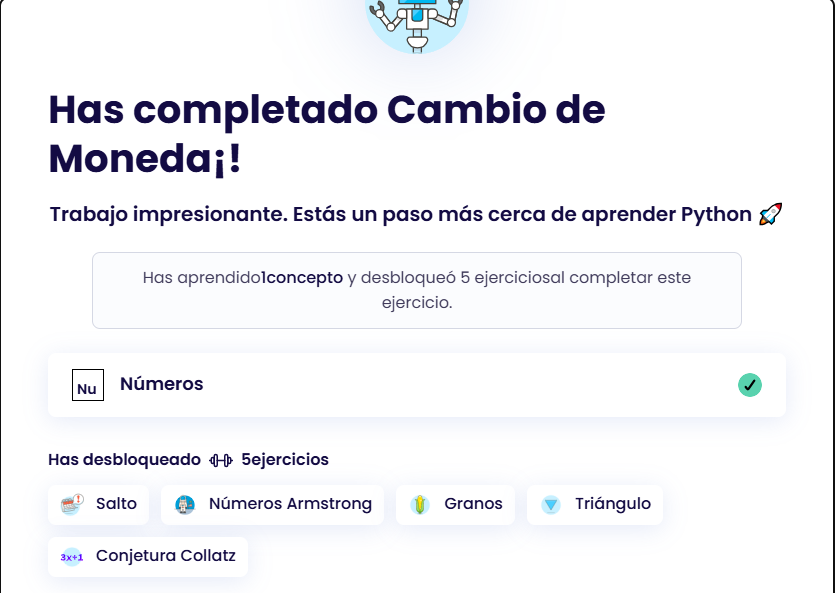 Has completado Cambio de
Moneda¡!
Trabajo impresionante. Estás un paso más cerca de aprender Python 🚀
Has aprendido1concepto y desbloqueó 5 ejerciciosal completar este
ejercicio.
Nu Números
Has desbloqueado 5ejercicios
Salto Números Armstrong Granos Triángulo
3x+1 Conjetura Collatz